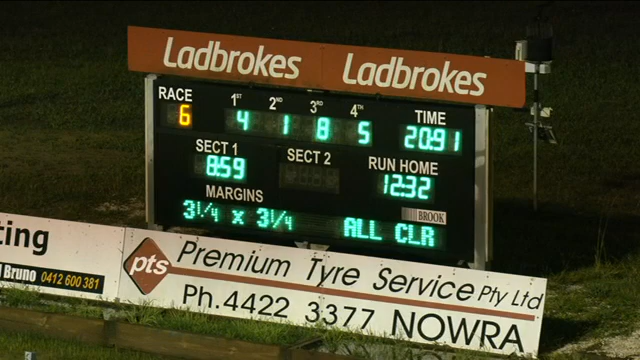 Ladbrokes Ladbrokes
RACE 1ST 2ND 3RD 4TH TIME
6 4 1 8 5 20.91
SECT 1 SECT 2 RUN HOME
8.59 12.32
MARGINS BROOK
3 1/4 x 3 1/4 ALL CLR
ting
Bruno 0412 600 381
pts Premium Tyre Service Pty Ltd
Ph. 4422 3377 NOWRA